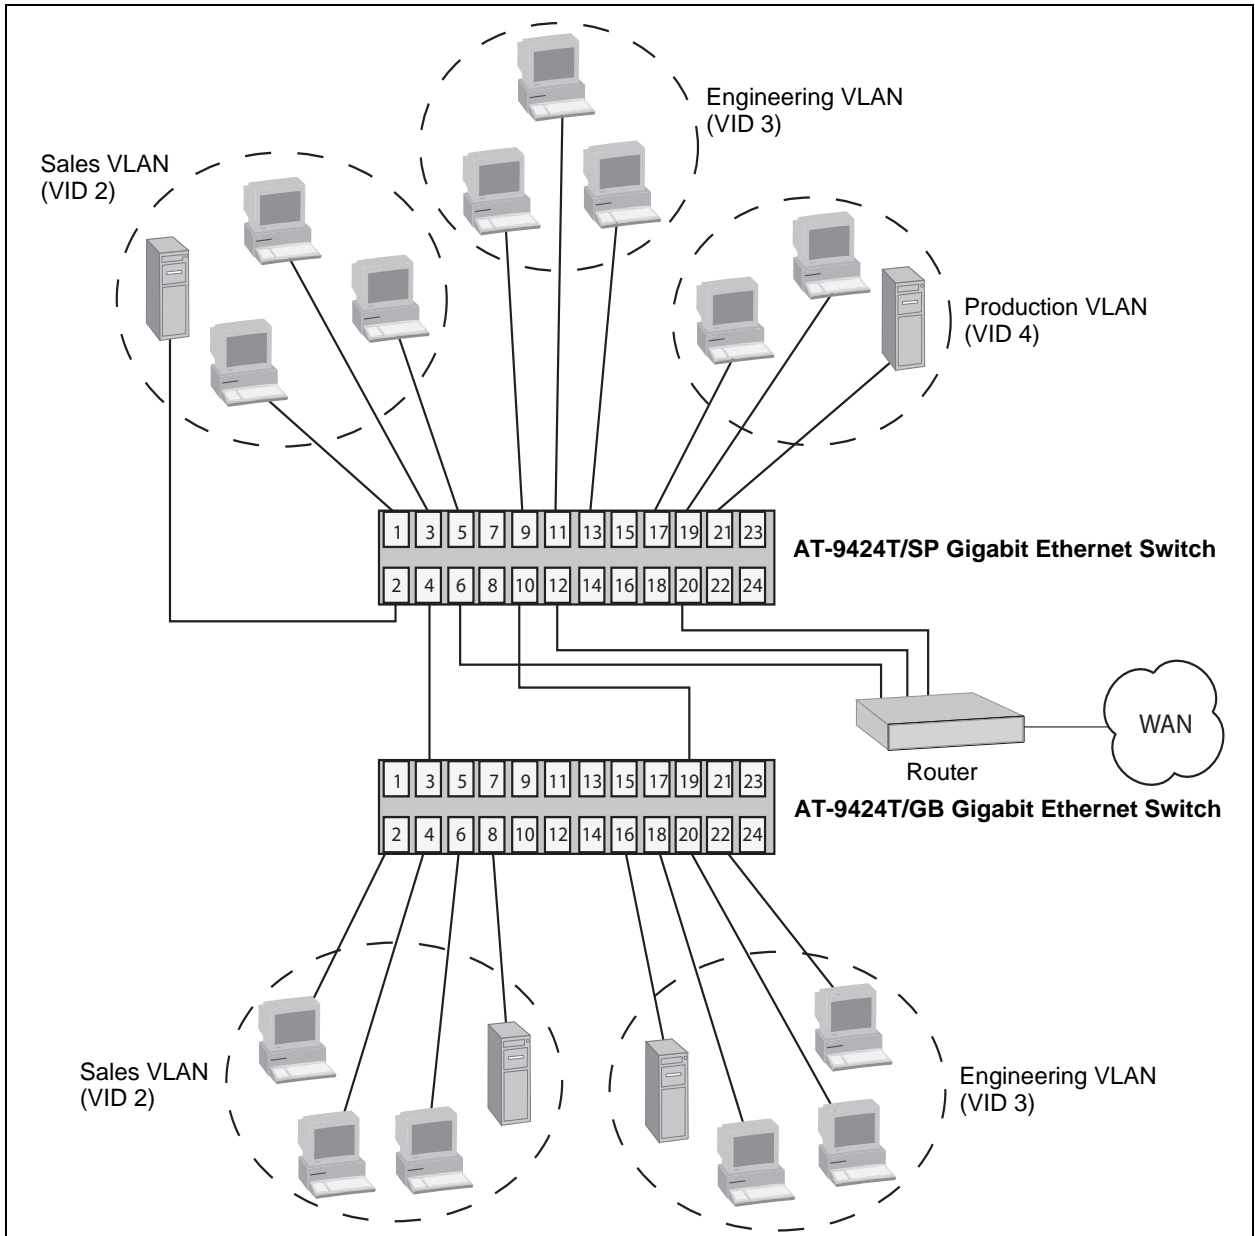 Engineering VLAN
(VID 3)
Sales VLAN
(VID 2)
Production VLAN
(VID 4)
1 3 5 7 9 11 13 15 17 19 21 23
AT-9424T/SP Gigabit Ethernet Switch
2 4 6 8 10 12 14 16 18 20 22 24
WAN
Router
1 3 5 7 9 11 13 15 17 19 21 23
AT-9424T/GB Gigabit Ethernet Switch
2 4 6 8 10 12 14 16 18 20 22 24
Sales VLAN
(VID 2)
Engineering VLAN
(VID 3)